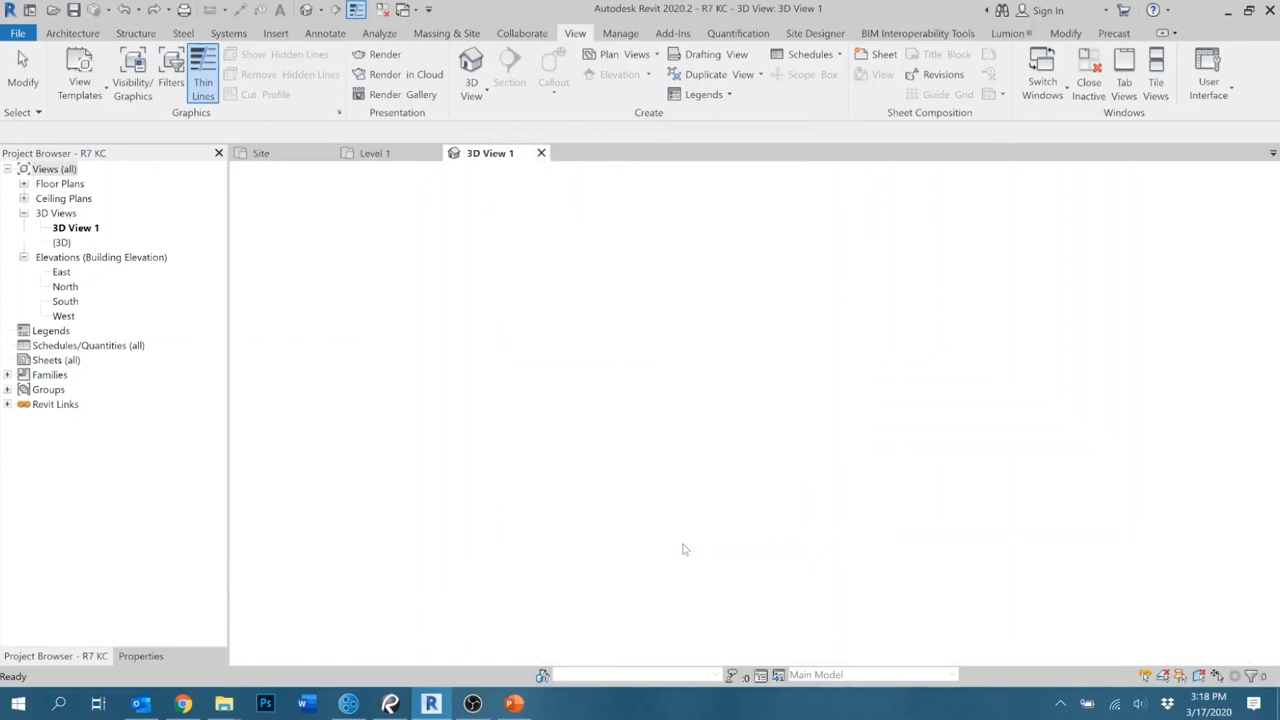 Autodesk Revit 2020.2 - R7 KC - 3D View: 3D View 1
Sign In
File Architecture Structure Steel Systems Insert Annotate Analyze Massing & Site Collaborate View Manage Add-Ins Quantification Site Designer BIM Interoperability Tools Lumion® Modify Precast
Modify
View Templates
Visibility/ Graphics
Filters
Thin Lines
Show Hidden Lines
Remove Hidden Lines
Cut Profile
Render
Render in Cloud
Render Gallery
3D View
Section
Callout
Plan Views
Elevation
Legends
Drafting View
Duplicate View
Schedules
Scope Box
Sheet
View
Title Block
Revisions
Guide Grid
Switch Windows
Close Inactive
Tab Views
Tile Views
User Interface
Select Graphics Presentation Create Sheet Composition Windows
Project Browser - R7 KC
Site Level 1 3D View 1
Views (all)
Floor Plans
Ceiling Plans
3D Views
3D View 1
(3D)
Elevations (Building Elevation)
East
North
South
West
Legends
Schedules/Quantities (all)
Sheets (all)
Families
Groups
Revit Links
Project Browser - R7 KC Properties
Ready
:0
Main Model
:0
3:18 PM
3/17/2020